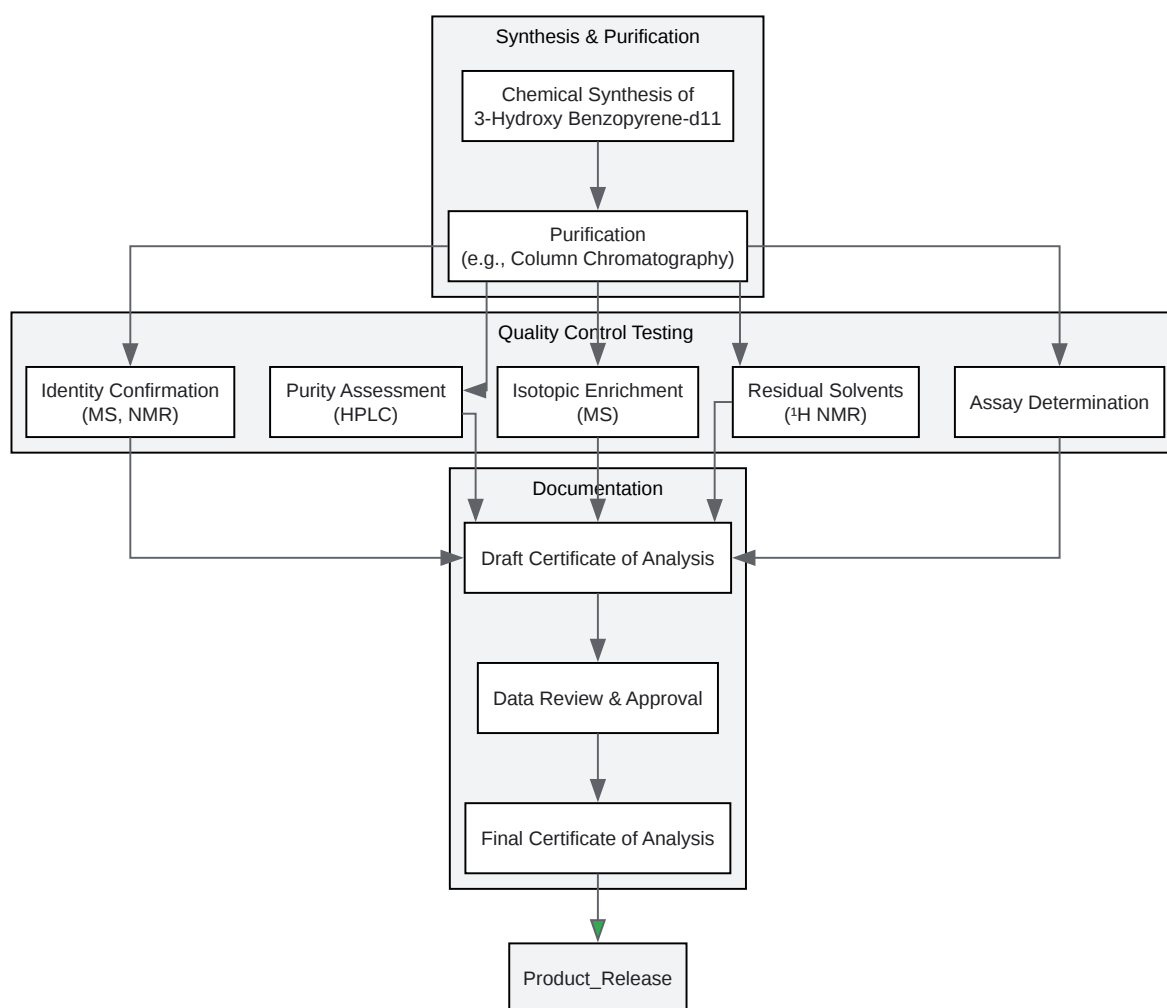 Synthesis & Purification
Chemical Synthesis of
3-Hydroxy Benzopyrene-d11
Purification
(e.g., Column Chromatography)
Quality Control Testing
Identity Confirmation
(MS, NMR)
Purity Assessment
(HPLC)
Isotopic Enrichment
(MS)
Residual Solvents
(¹H NMR)
Assay Determination
Documentation
Draft Certificate of Analysis
Data Review & Approval
Final Certificate of Analysis
Product_Release